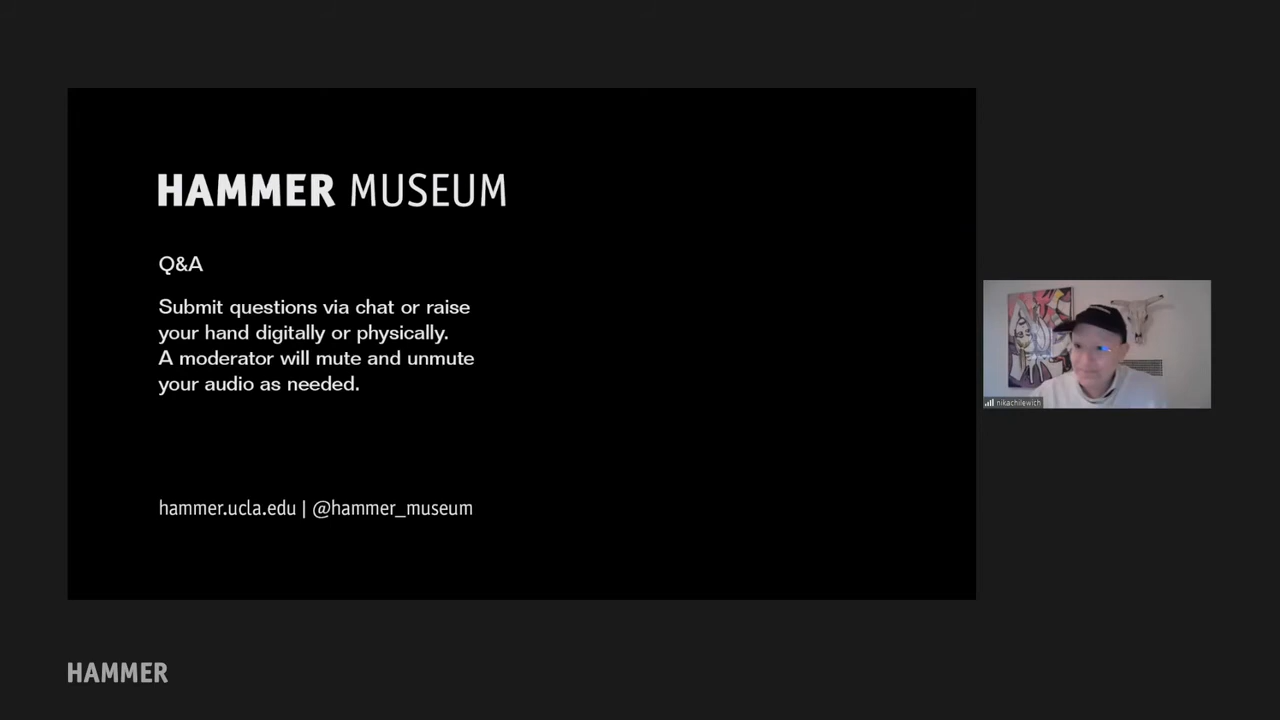 HAMMER MUSEUM
Q&A
Submit questions via chat or raise
your hand digitally or physically.
A moderator will mute and unmute
your audio as needed.
hammer.ucla.edu | @hammer_museum
nikachilewich
HAMMER